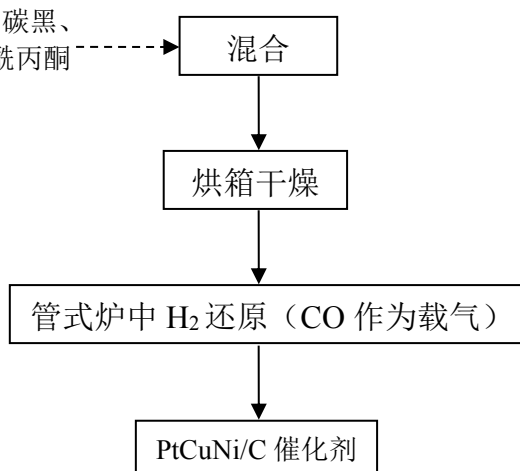 碳黑、
酰丙酮
混合
烘箱干燥
管式炉中 H₂ 还原（CO 作为载气）
PtCuNi/C 催化剂